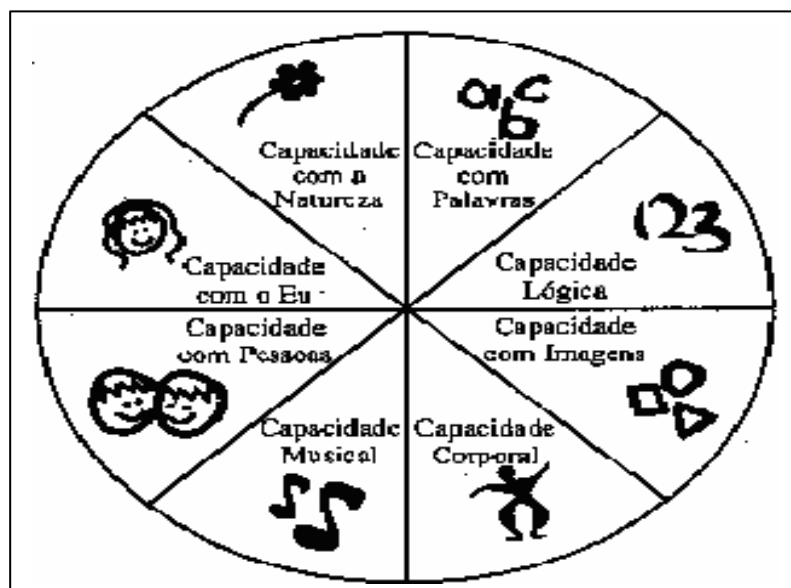 abc
Capacidade
com a
Natureza
Capacidade
com
Palavras
123
Capacidade
Lógica
Capacidade
com o Eu
Capacidade
com Pessoas
Capacidade
com Imagens
Capacidade
Musical
Capacidade
Corporal